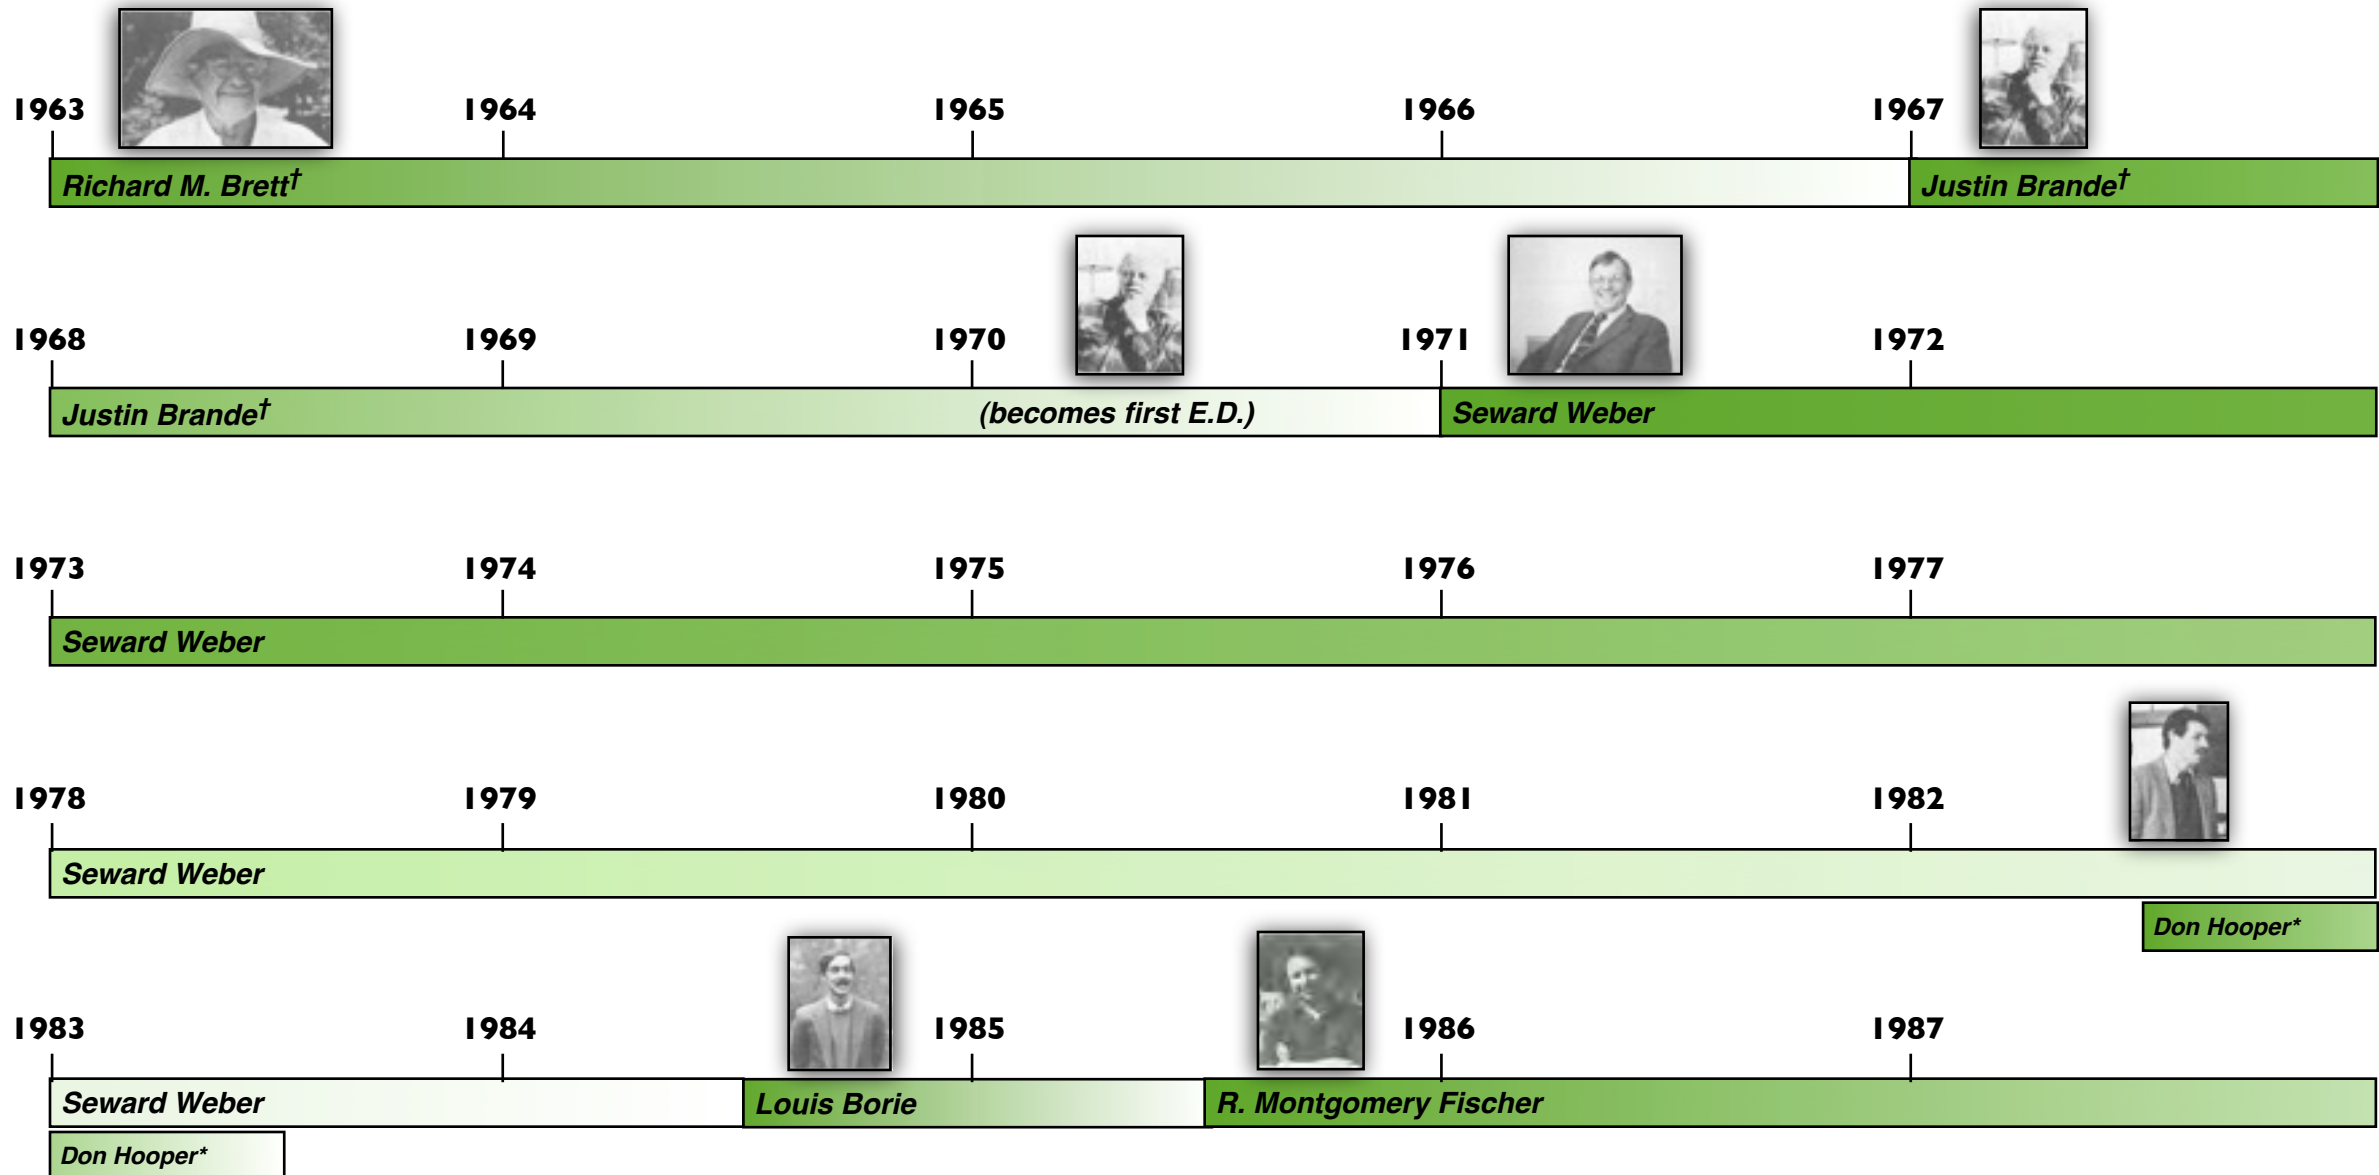 1963 1964 1965 1966 1967
Richard M. Brett† Justin Brande†
1968 1969 1970 1971 1972
Justin Brande† (becomes first E.D.) Seward Weber
1973 1974 1975 1976 1977
Seward Weber
1978 1979 1980 1981 1982
Seward Weber
Don Hooper*
1983 1984 1985 1986 1987
Seward Weber Louis Borie R. Montgomery Fischer
Don Hooper*